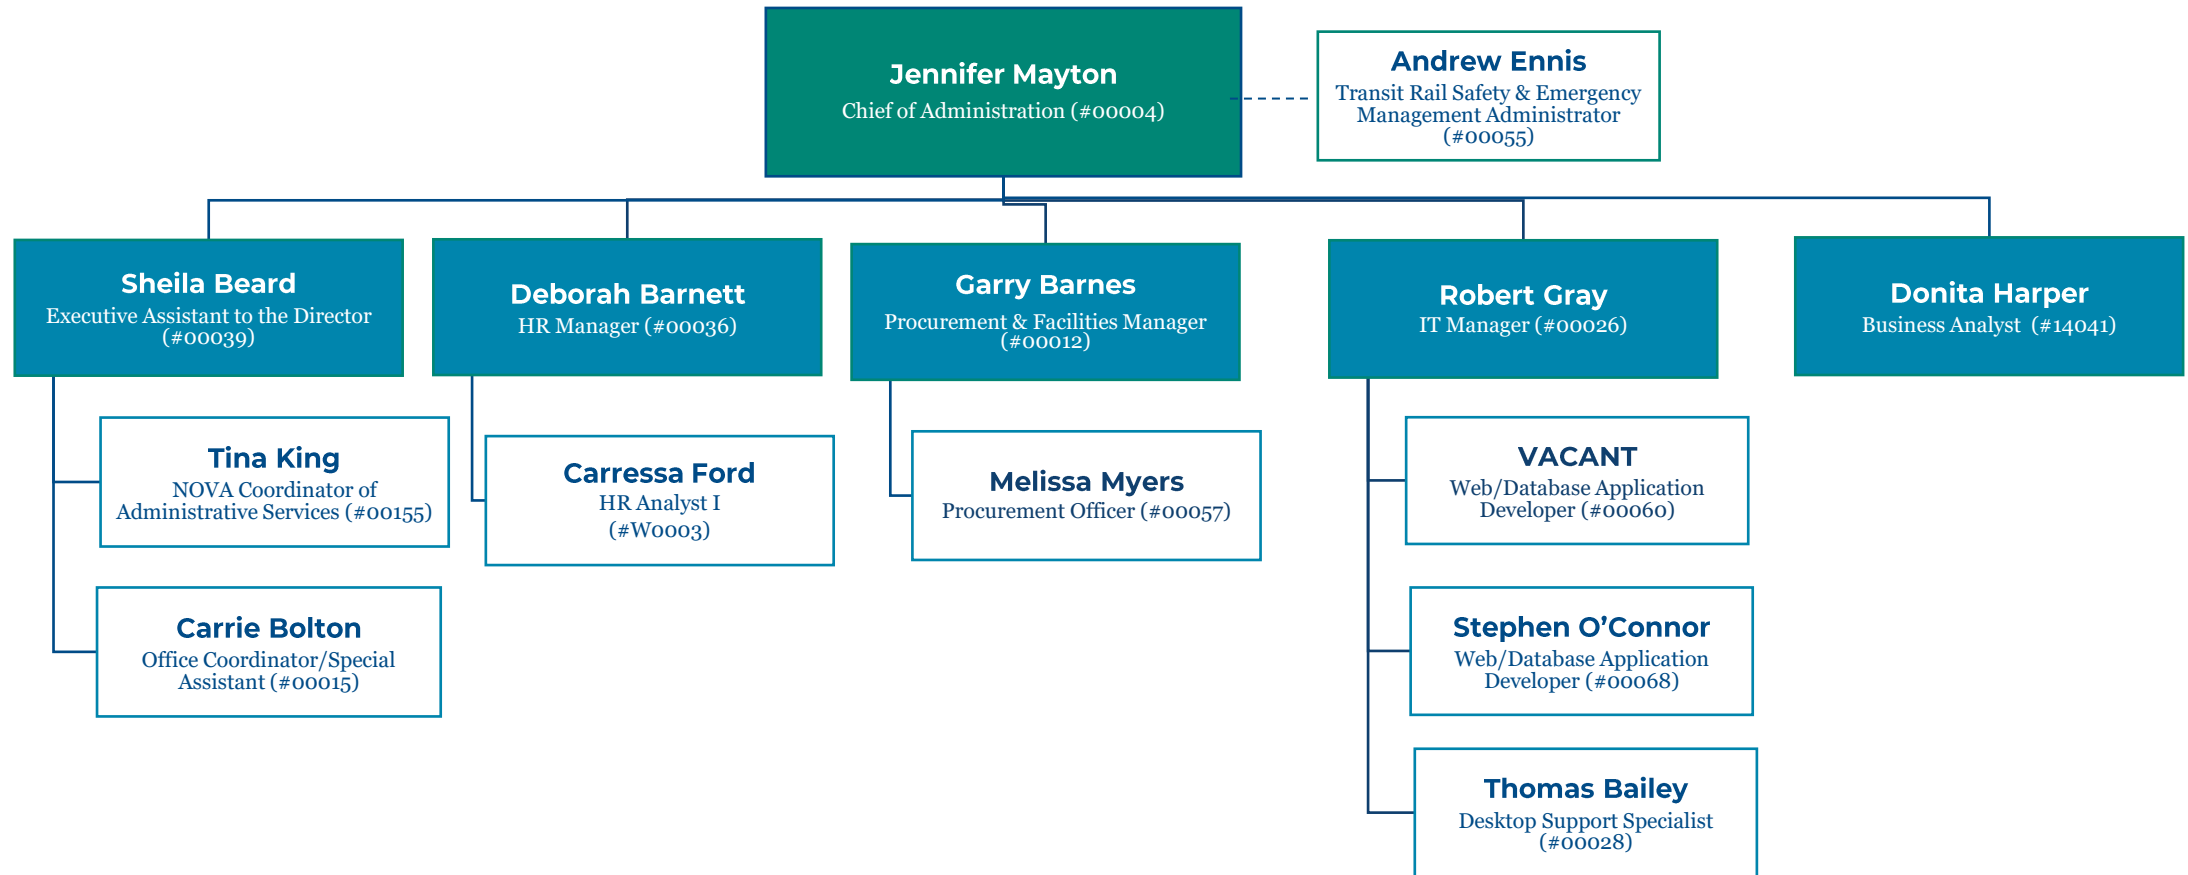 Jennifer Mayton
Chief of Administration (#00004)
Andrew Ennis
Transit Rail Safety & Emergency
Management Administrator
(#00055)
Sheila Beard
Executive Assistant to the Director
(#00039)
Deborah Barnett
HR Manager (#00036)
Garry Barnes
Procurement & Facilities Manager
(#00012)
Robert Gray
IT Manager (#00026)
Donita Harper
Business Analyst (#14041)
Tina King
NOVA Coordinator of
Administrative Services (#00155)
Carrie Bolton
Office Coordinator/Special
Assistant (#00015)
Carressa Ford
HR Analyst I
(#W0003)
Melissa Myers
Procurement Officer (#00057)
VACANT
Web/Database Application
Developer (#00060)
Stephen O’Connor
Web/Database Application
Developer (#00068)
Thomas Bailey
Desktop Support Specialist
(#00028)